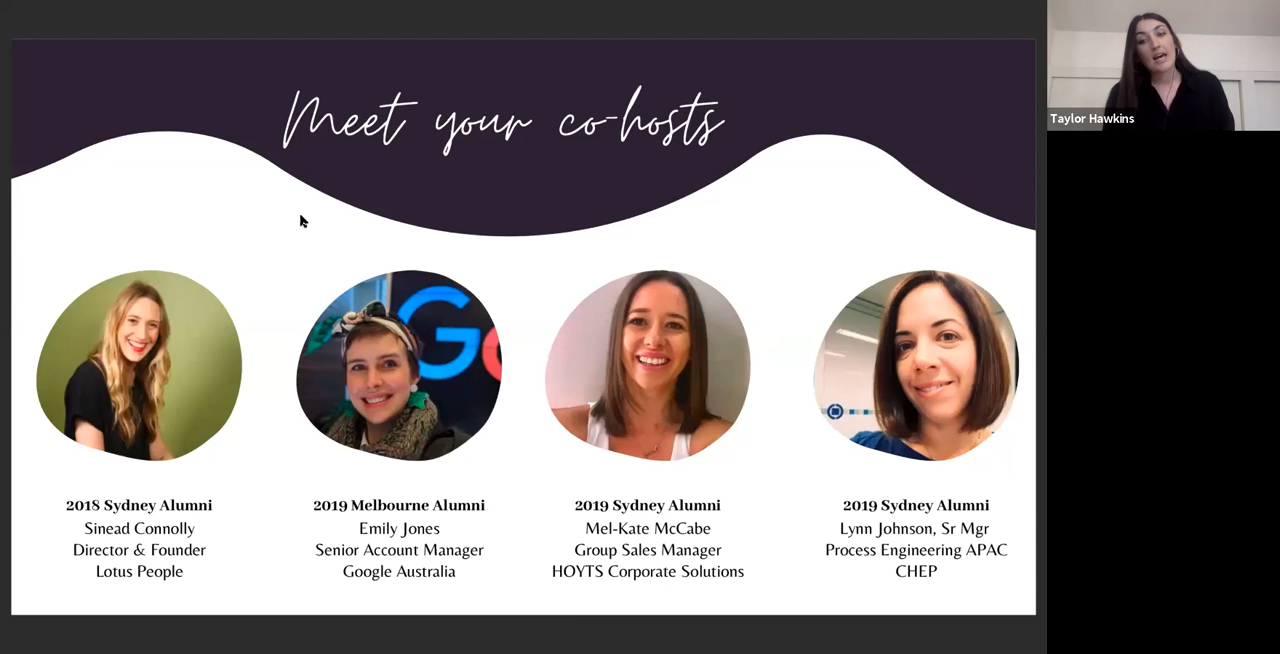 Meet your co-hosts
Taylor Hawkins
G
2018 Sydney Alumni
Sinead Connolly
Director & Founder
Lotus People
2019 Melbourne Alumni
Emily Jones
Senior Account Manager
Google Australia
2019 Sydney Alumni
Mel-Kate McCabe
Group Sales Manager
HOYTS Corporate Solutions
2019 Sydney Alumni
Lynn Johnson, Sr Mgr
Process Engineering APAC
CHEP